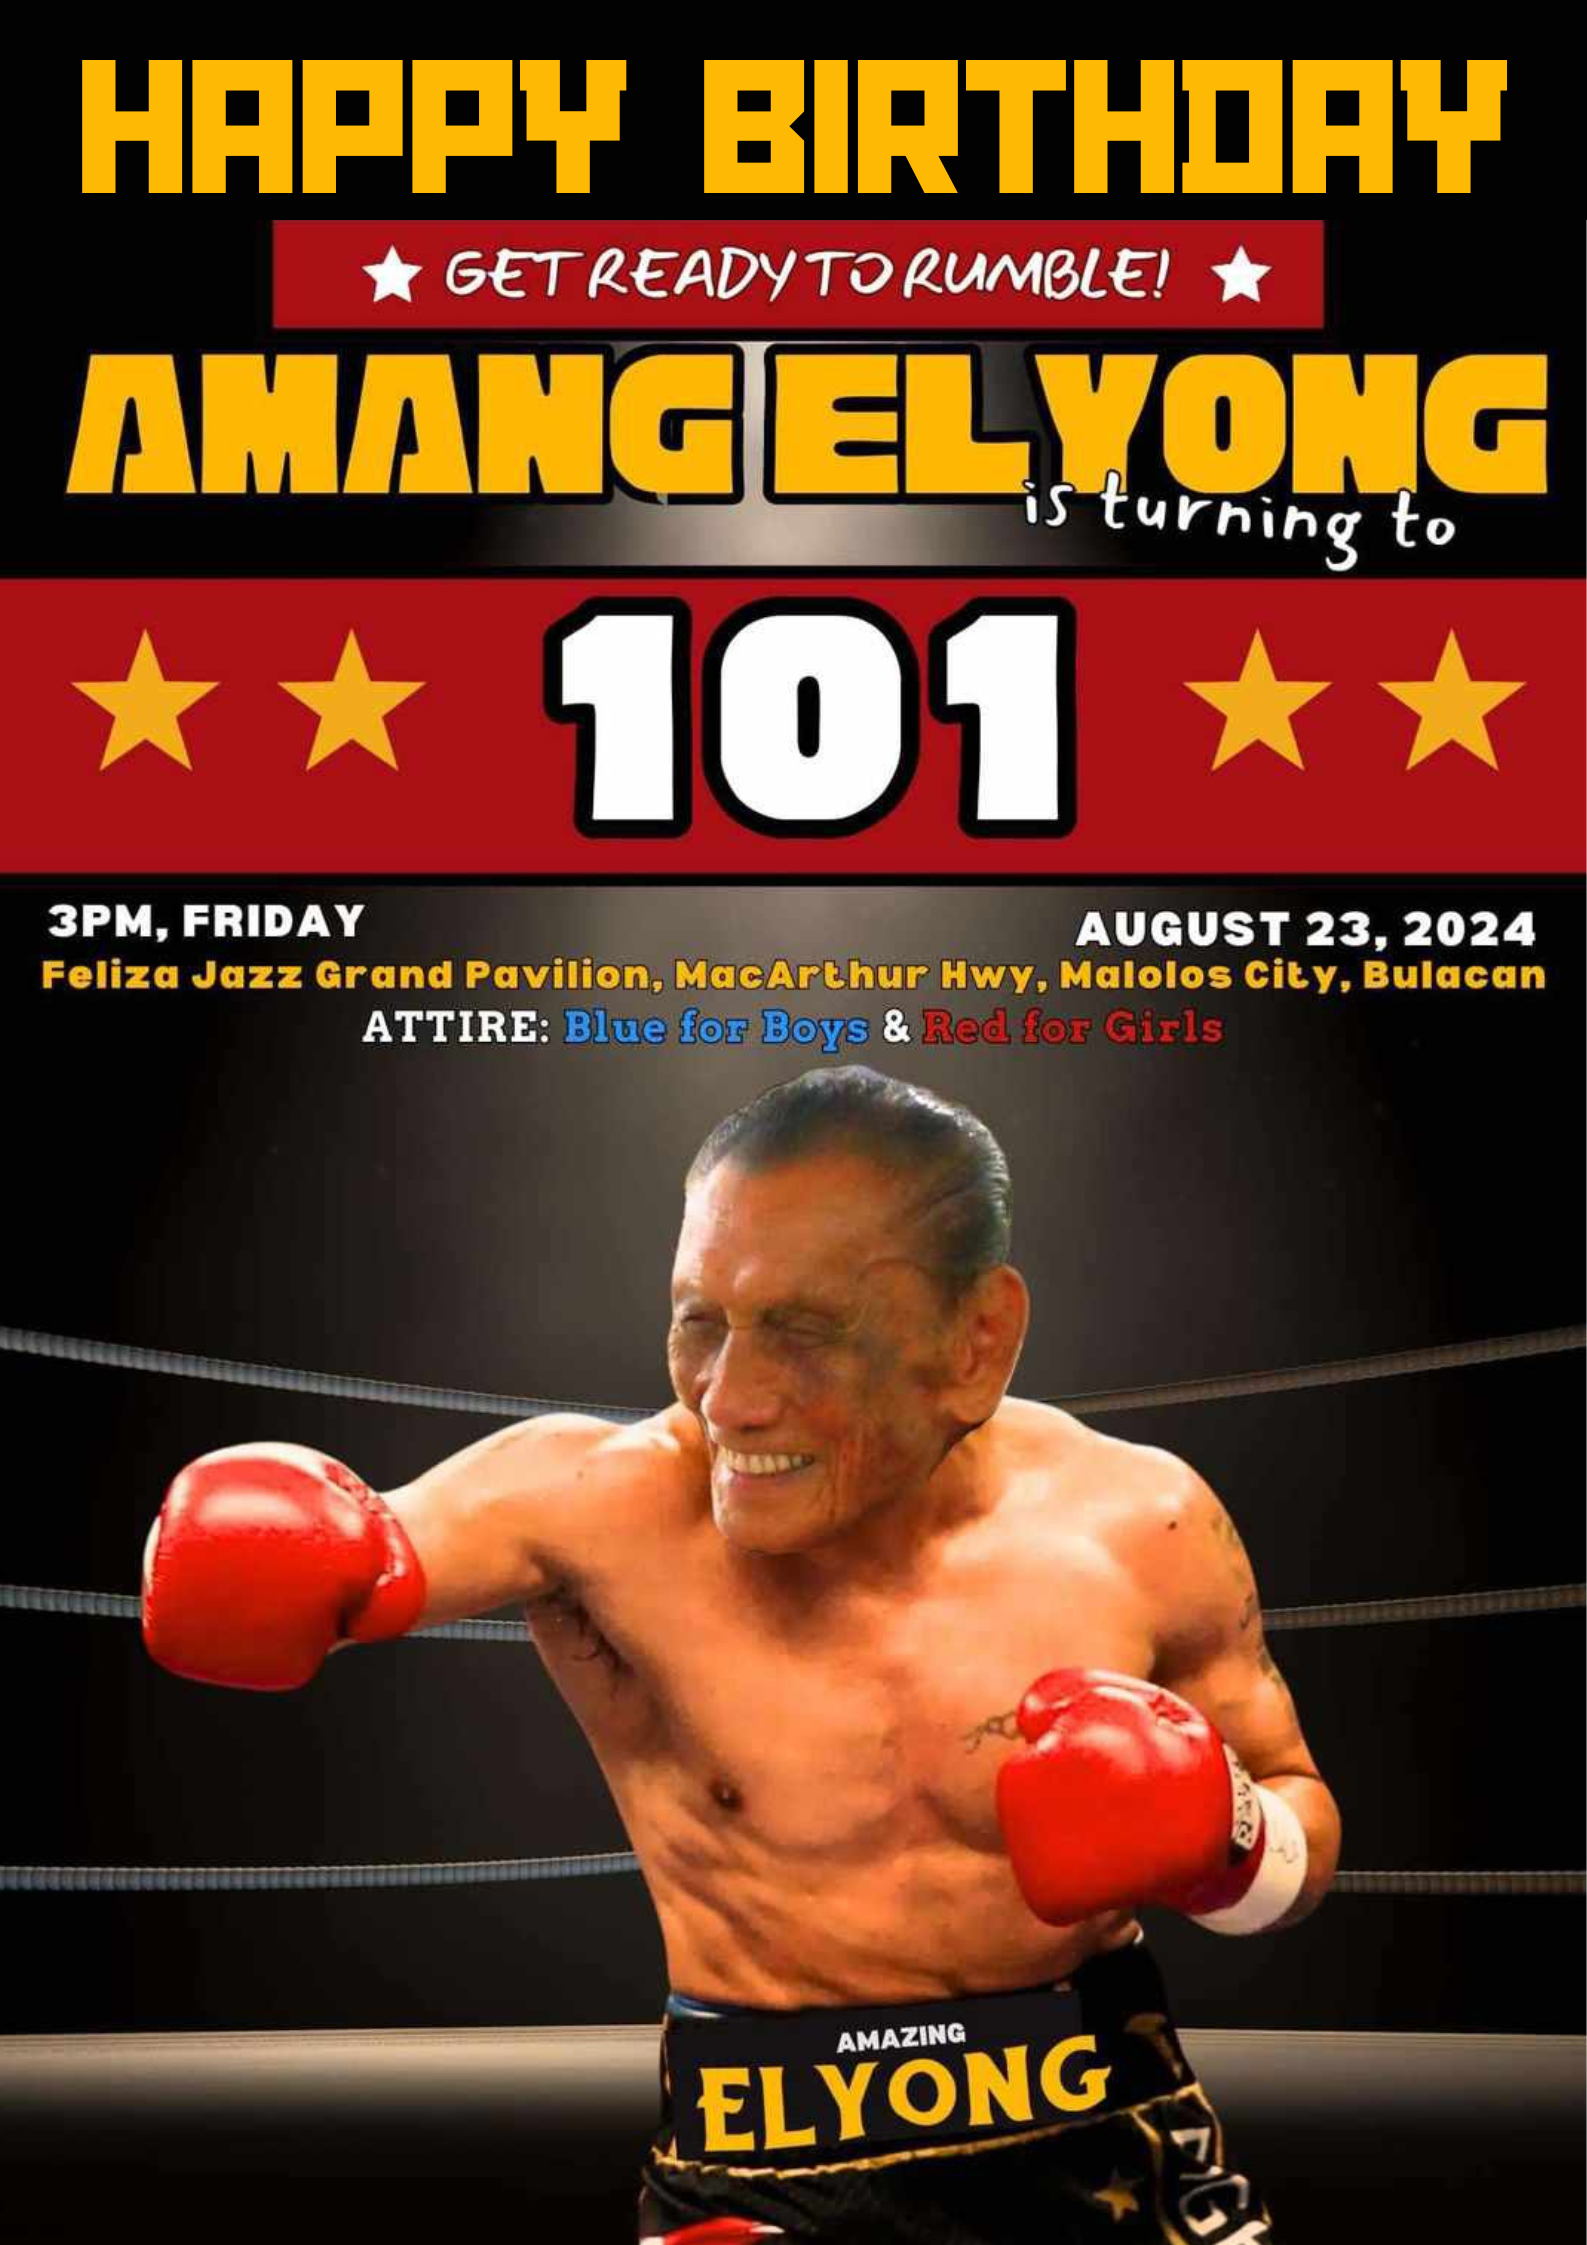 HAPPY BIRTHDAY
GET READY TO RUMBLE!
AMANG ELYONG
is turning to
101
3PM, FRIDAY
AUGUST 23, 2024
Feliza Jazz Grand Pavilion, MacArthur Hwy, Malolos City, Bulacan
ATTIRE: Blue for Boys & Red for Girls
AMAZING
ELYONG